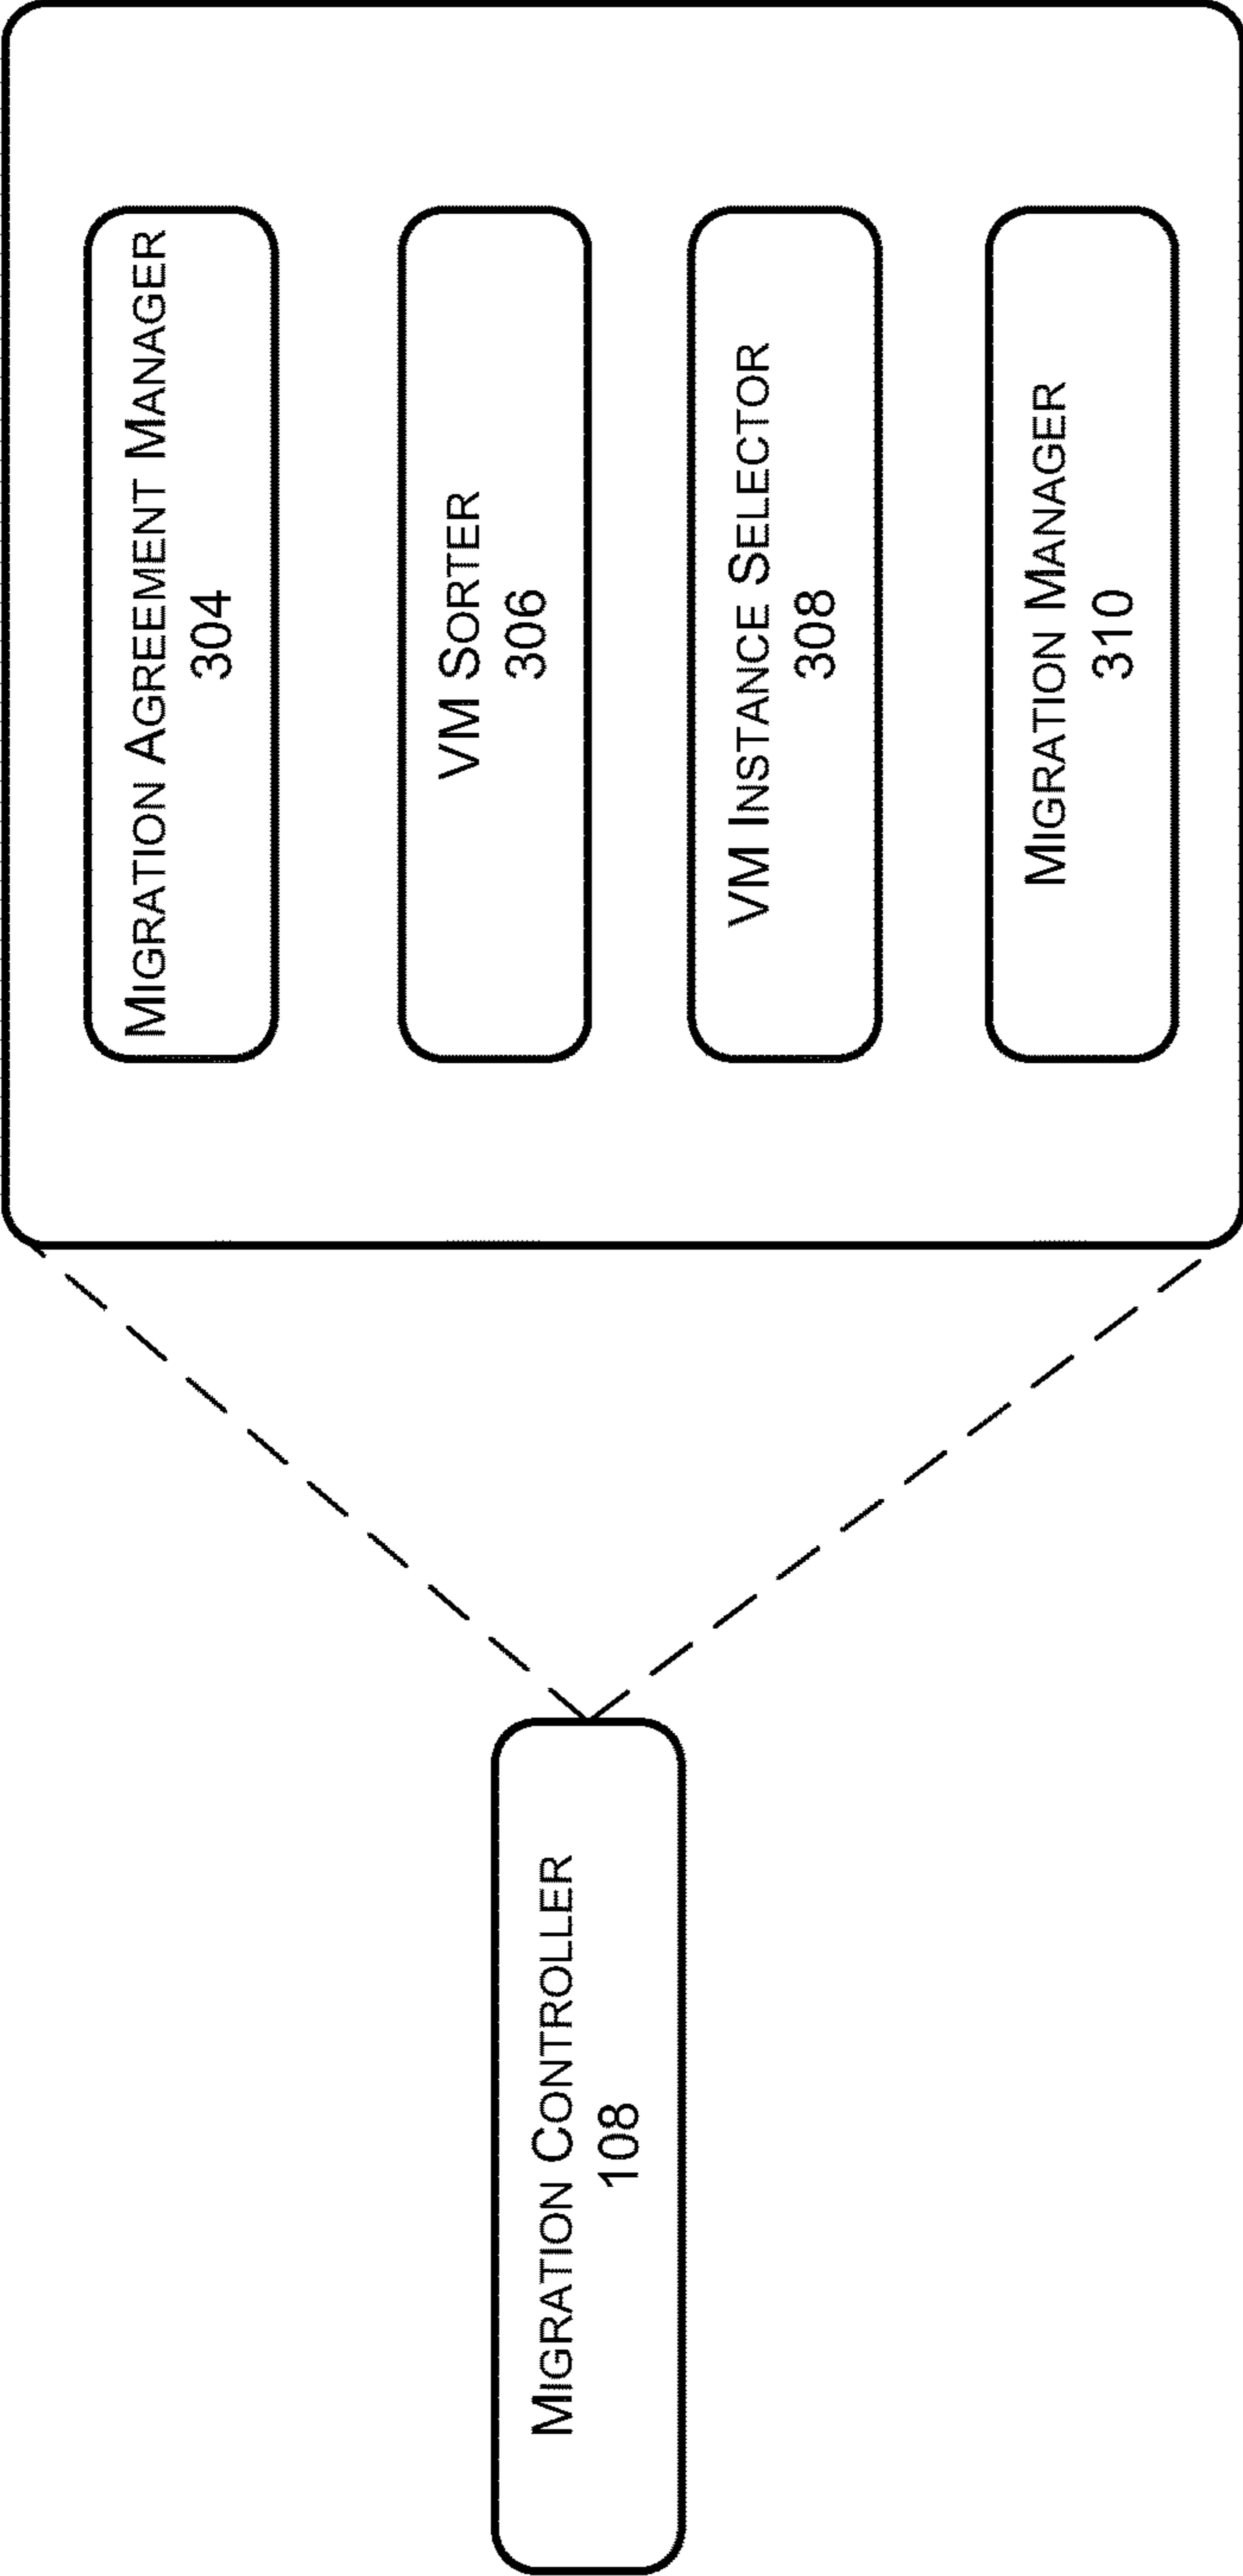 MIGRATION CONTROLLER
108
MIGRATION AGREEMENT MANAGER
304
VM SORTER
306
VM INSTANCE SELECTOR
308
MIGRATION MANAGER
310